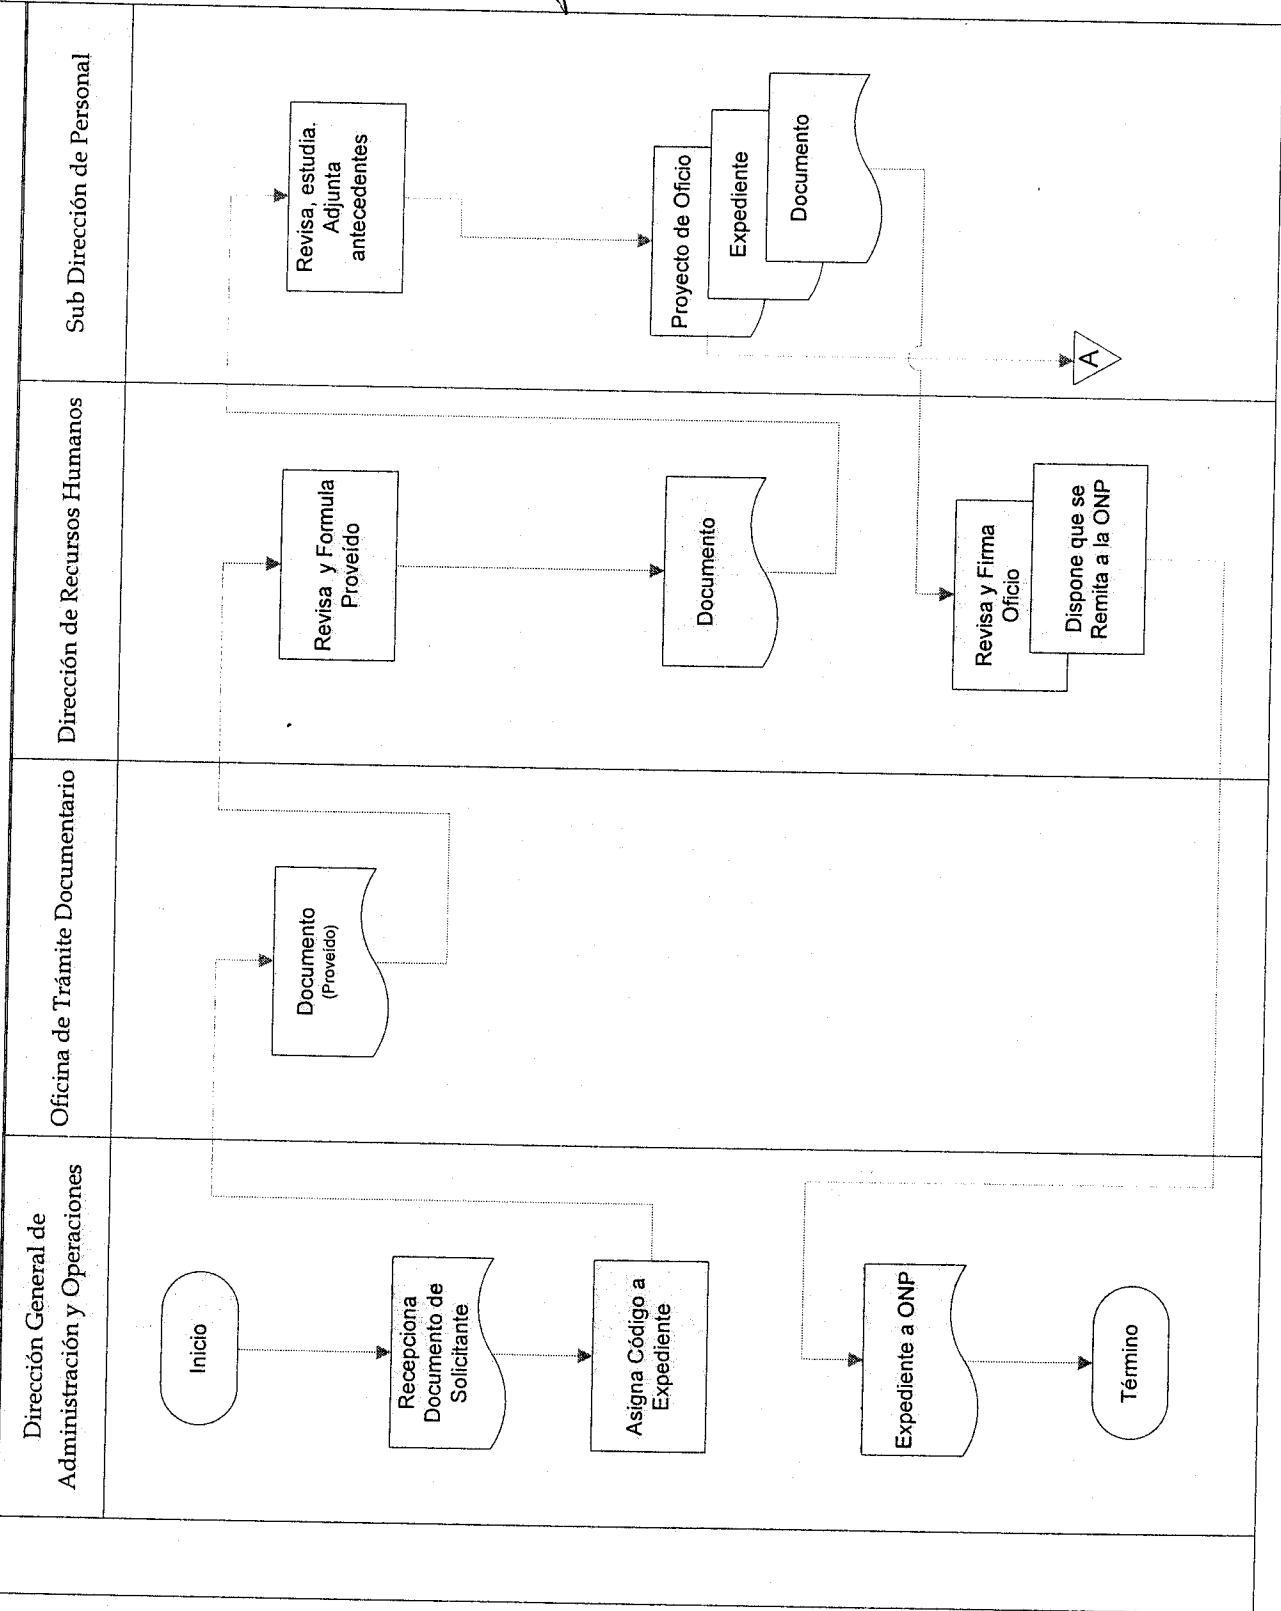 Dirección General de
Administración y Operaciones
Oficina de Trámite Documentario
Dirección de Recursos Humanos
Sub Dirección de Personal
Inicio
Recepciona
Documento de
Solicitante
Asigna Código a
Expediente
Expediente a ONP
Término
Documento
(Proveído)
Revisa y Formula
Proveído
Documento
Revisa y Firma
Oficio
Dispone que se
Remita a la ONP
Revisa, estudia.
Adjunta
antecedentes
Proyecto de Oficio
Expediente
Documento
A